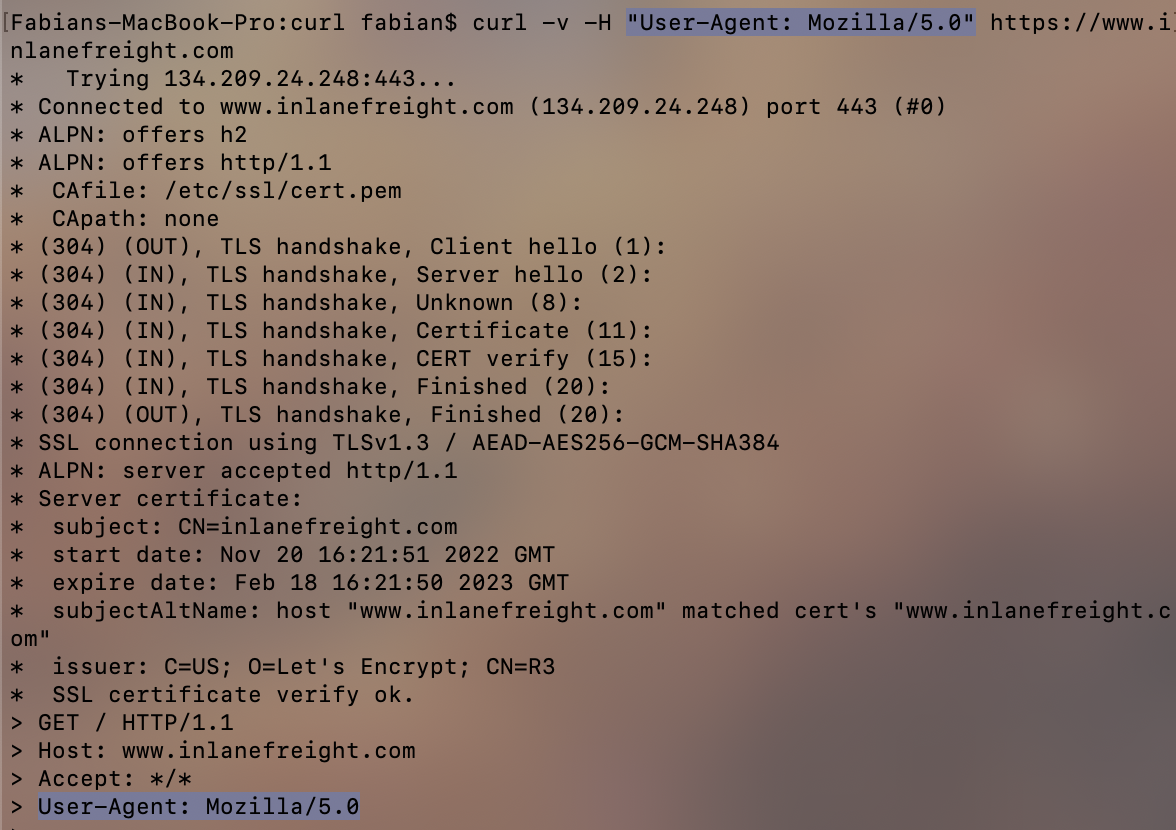 [Fabians-MacBook-Pro:curl fabian$ curl -v -H "User-Agent: Mozilla/5.0" https://www.i]
nlanefreight.com
*   Trying 134.209.24.248:443...
* Connected to www.inlanefreight.com (134.209.24.248) port 443 (#0)
* ALPN: offers h2
* ALPN: offers http/1.1
*  CAfile: /etc/ssl/cert.pem
*  CApath: none
* (304) (OUT), TLS handshake, Client hello (1):
* (304) (IN), TLS handshake, Server hello (2):
* (304) (IN), TLS handshake, Unknown (8):
* (304) (IN), TLS handshake, Certificate (11):
* (304) (IN), TLS handshake, CERT verify (15):
* (304) (IN), TLS handshake, Finished (20):
* (304) (OUT), TLS handshake, Finished (20):
* SSL connection using TLSv1.3 / AEAD-AES256-GCM-SHA384
* ALPN: server accepted http/1.1
* Server certificate:
*  subject: CN=inlanefreight.com
*  start date: Nov 20 16:21:51 2022 GMT
*  expire date: Feb 18 16:21:50 2023 GMT
*  subjectAltName: host "www.inlanefreight.com" matched cert's "www.inlanefreight.c
om"
*  issuer: C=US; O=Let's Encrypt; CN=R3
*  SSL certificate verify ok.
> GET / HTTP/1.1
> Host: www.inlanefreight.com
> Accept: */*
> User-Agent: Mozilla/5.0